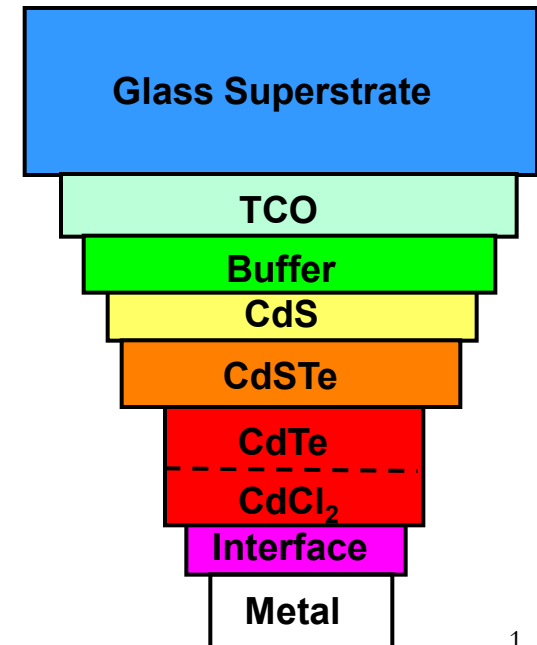 Glass Superstrate
TCO
Buffer
CdS
CdSTe
CdTe
CdCl₂
Interface
Metal
1